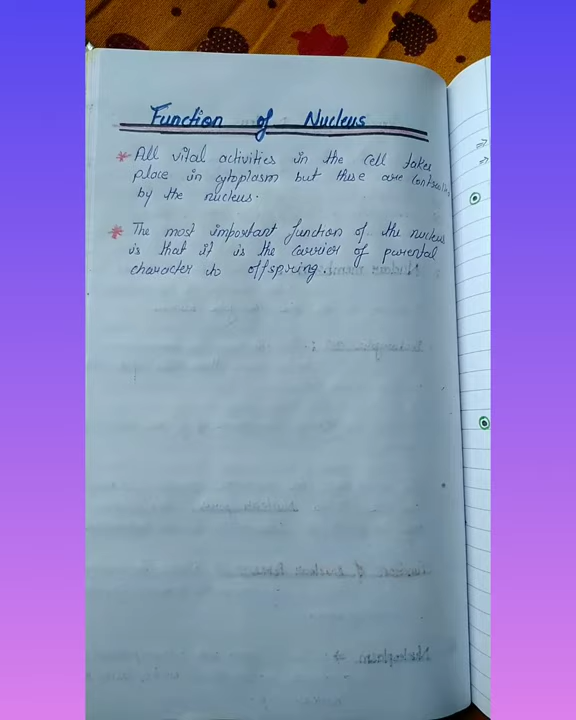 Function of Nucleus
* All vital activities in the cell takes
place in cytoplasm but these are controlled
by the nucleus.
* The most important function of the nucleus
is that it is the carrier of parental
character to offspring.